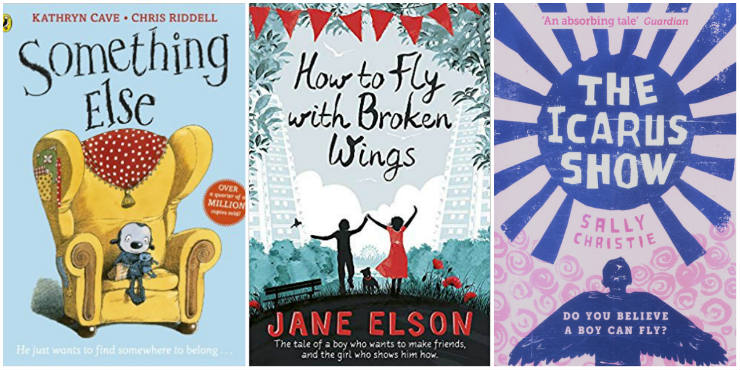 KATHRYN CAVE • CHRIS RIDDELL
Something
Else
OVER
a quarter of a
MILLION
copies sold!
He just wants to find somewhere to belong . . .
How to Fly
with Broken
Wings
JANE ELSON
The tale of a boy who wants to make friends,
and the girl who shows him how.
'An absorbing tale' Guardian
THE
ICARUS
SHOW
SALLY
CHRISTIE
DO YOU BELIEVE
A BOY CAN FLY?